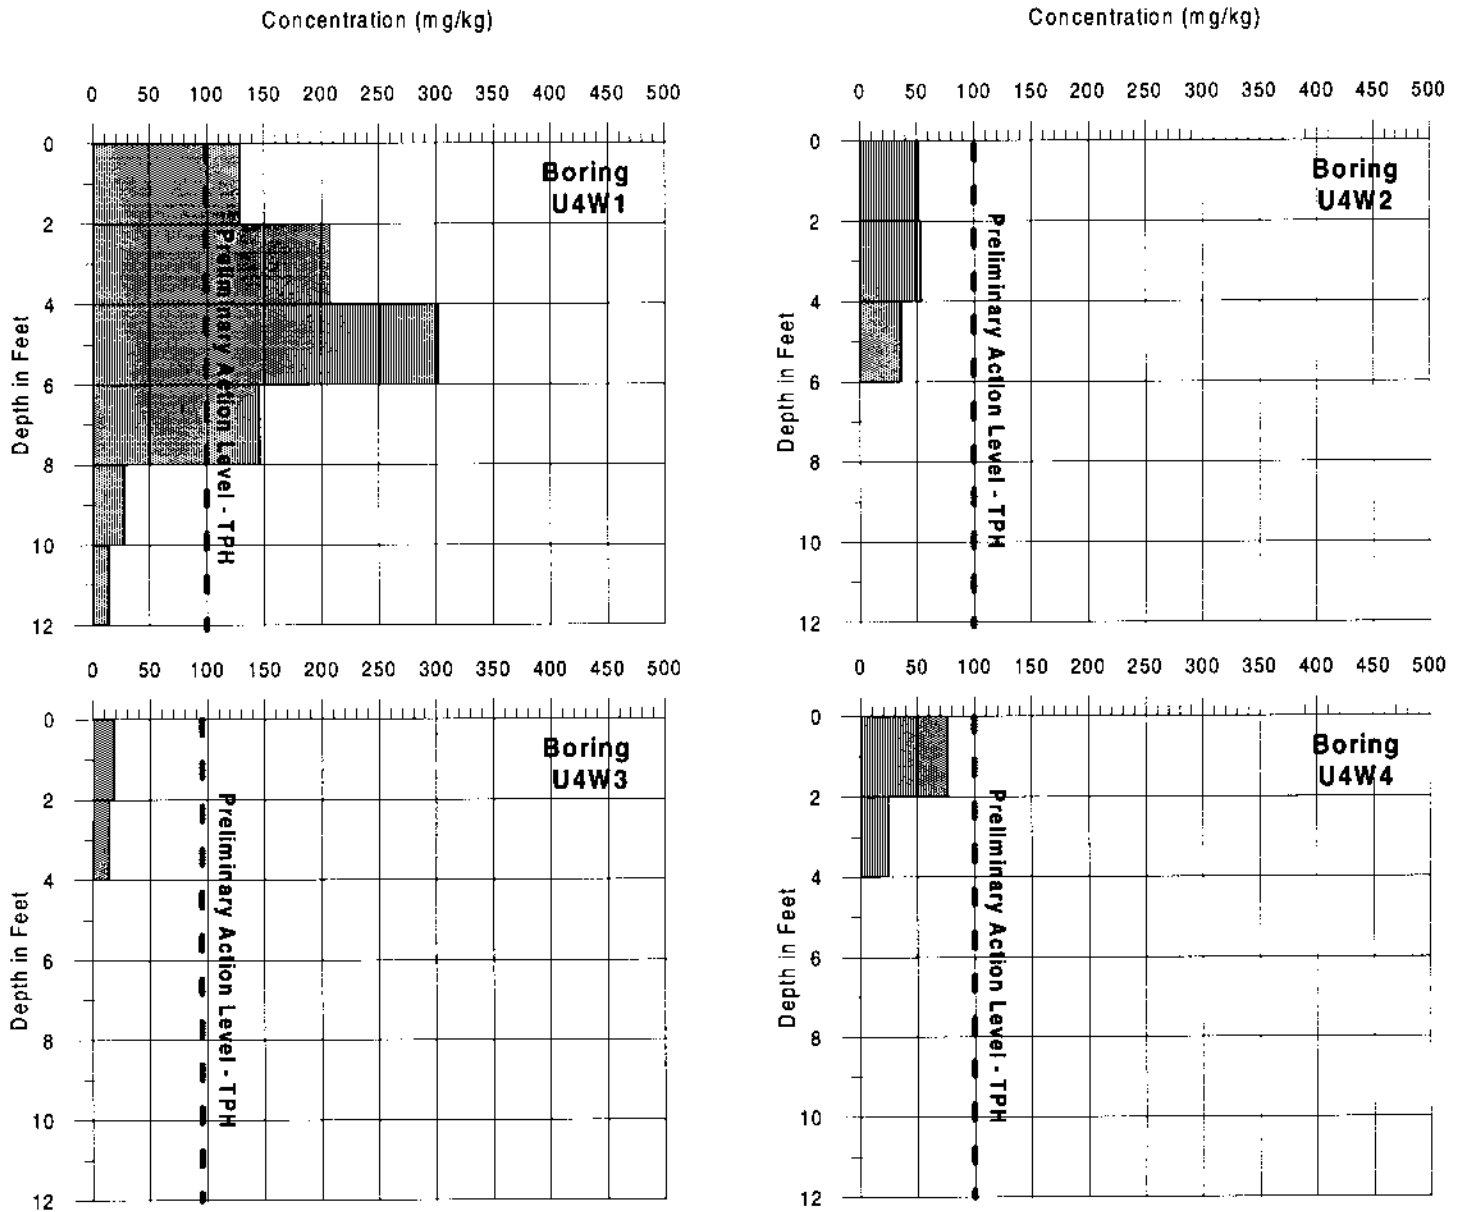 Concentration (mg/kg)
Concentration (mg/kg)
0 50 100 150 200 250 300 350 400 450 500
0
2
4
6
8
10
12
Depth in Feet
Boring
U4W1
Preliminary Action Level - TPH
0 50 100 150 200 250 300 350 400 450 500
0
2
4
6
8
10
12
Depth in Feet
Boring
U4W2
Preliminary Action Level - TPH
0 50 100 150 200 250 300 350 400 450 500
0
2
4
6
8
10
12
Depth in Feet
Boring
U4W3
Preliminary Action Level - TPH
0 50 100 150 200 250 300 350 400 450 500
0
2
4
6
8
10
12
Depth in Feet
Boring
U4W4
Preliminary Action Level - TPH